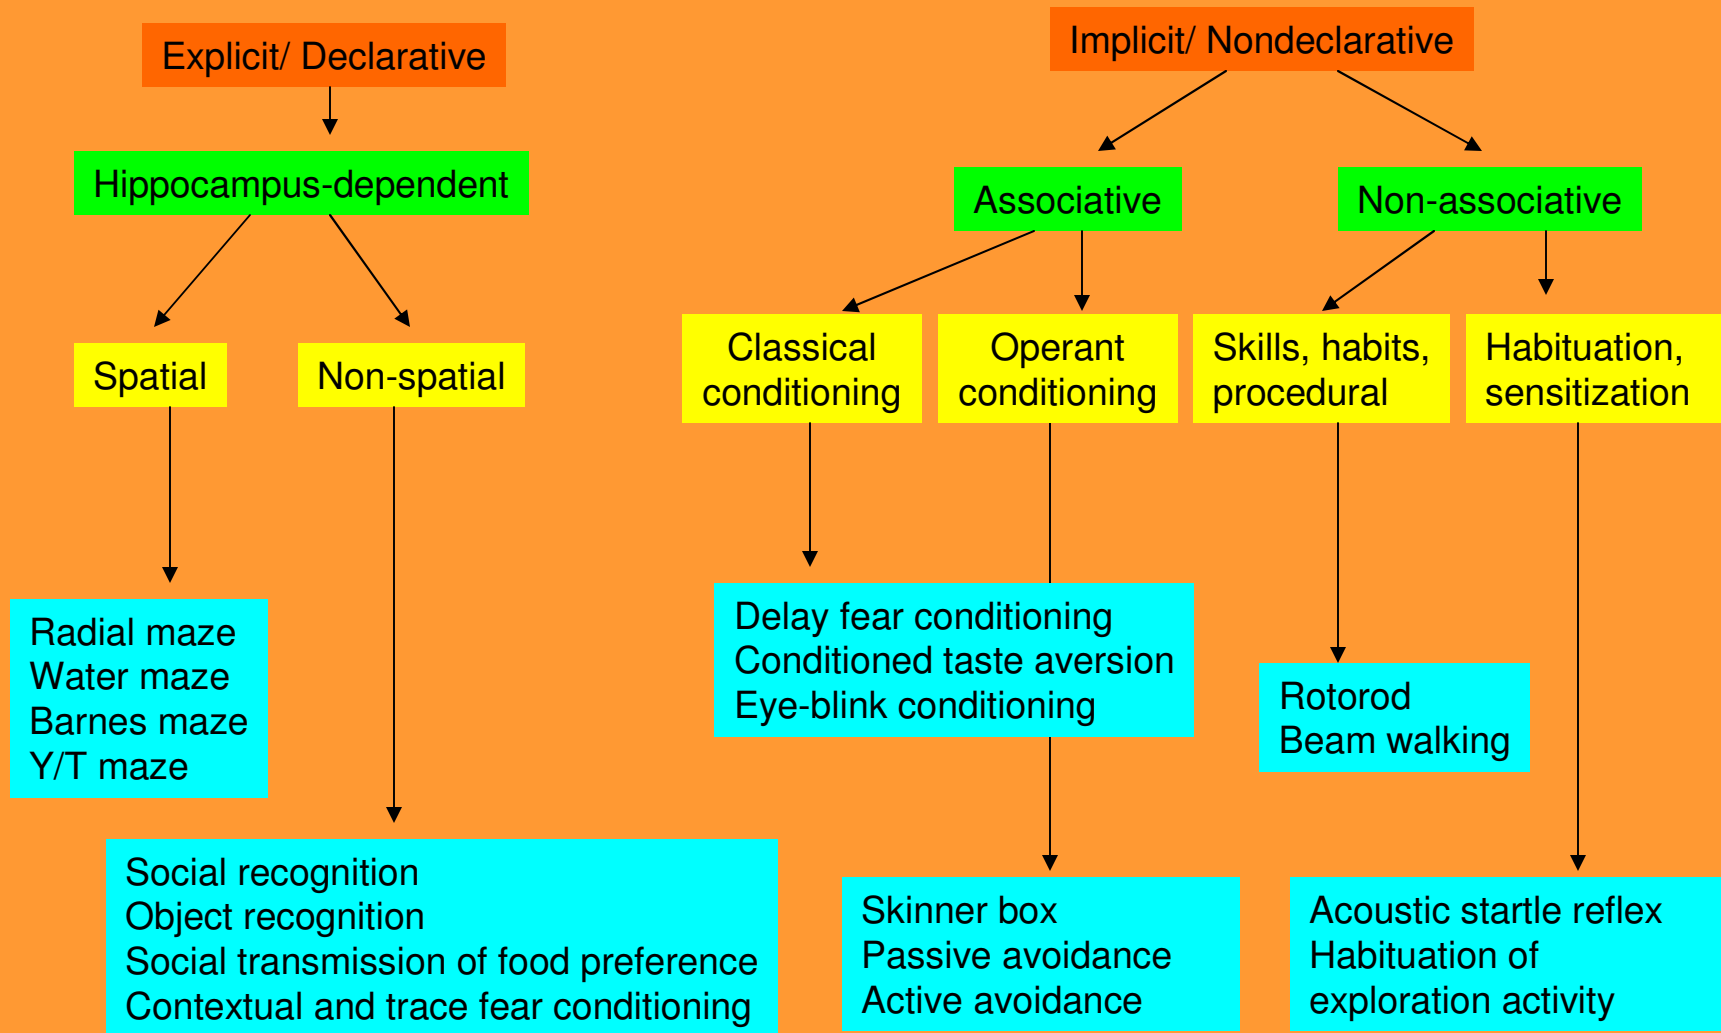 Explicit/ Declarative
Implicit/ Nondeclarative
Hippocampus-dependent
Associative
Non-associative
Spatial
Non-spatial
Classical
conditioning
Operant
conditioning
Skills, habits,
procedural
Habituation,
sensitization
Radial maze
Water maze
Barnes maze
Y/T maze
Delay fear conditioning
Conditioned taste aversion
Eye-blink conditioning
Rotorod
Beam walking
Social recognition
Object recognition
Social transmission of food preference
Contextual and trace fear conditioning
Skinner box
Passive avoidance
Active avoidance
Acoustic startle reflex
Habituation of
exploration activity